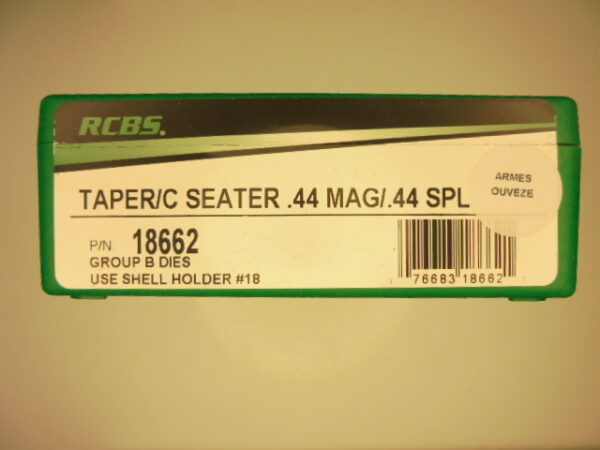 RCBS.
TAPER/C SEATER .44 MAG/.44 SPL
ARMES
OUVEZE
P/N: 18662
GROUP B DIES
USE SHELL HOLDER #18
76683 18662